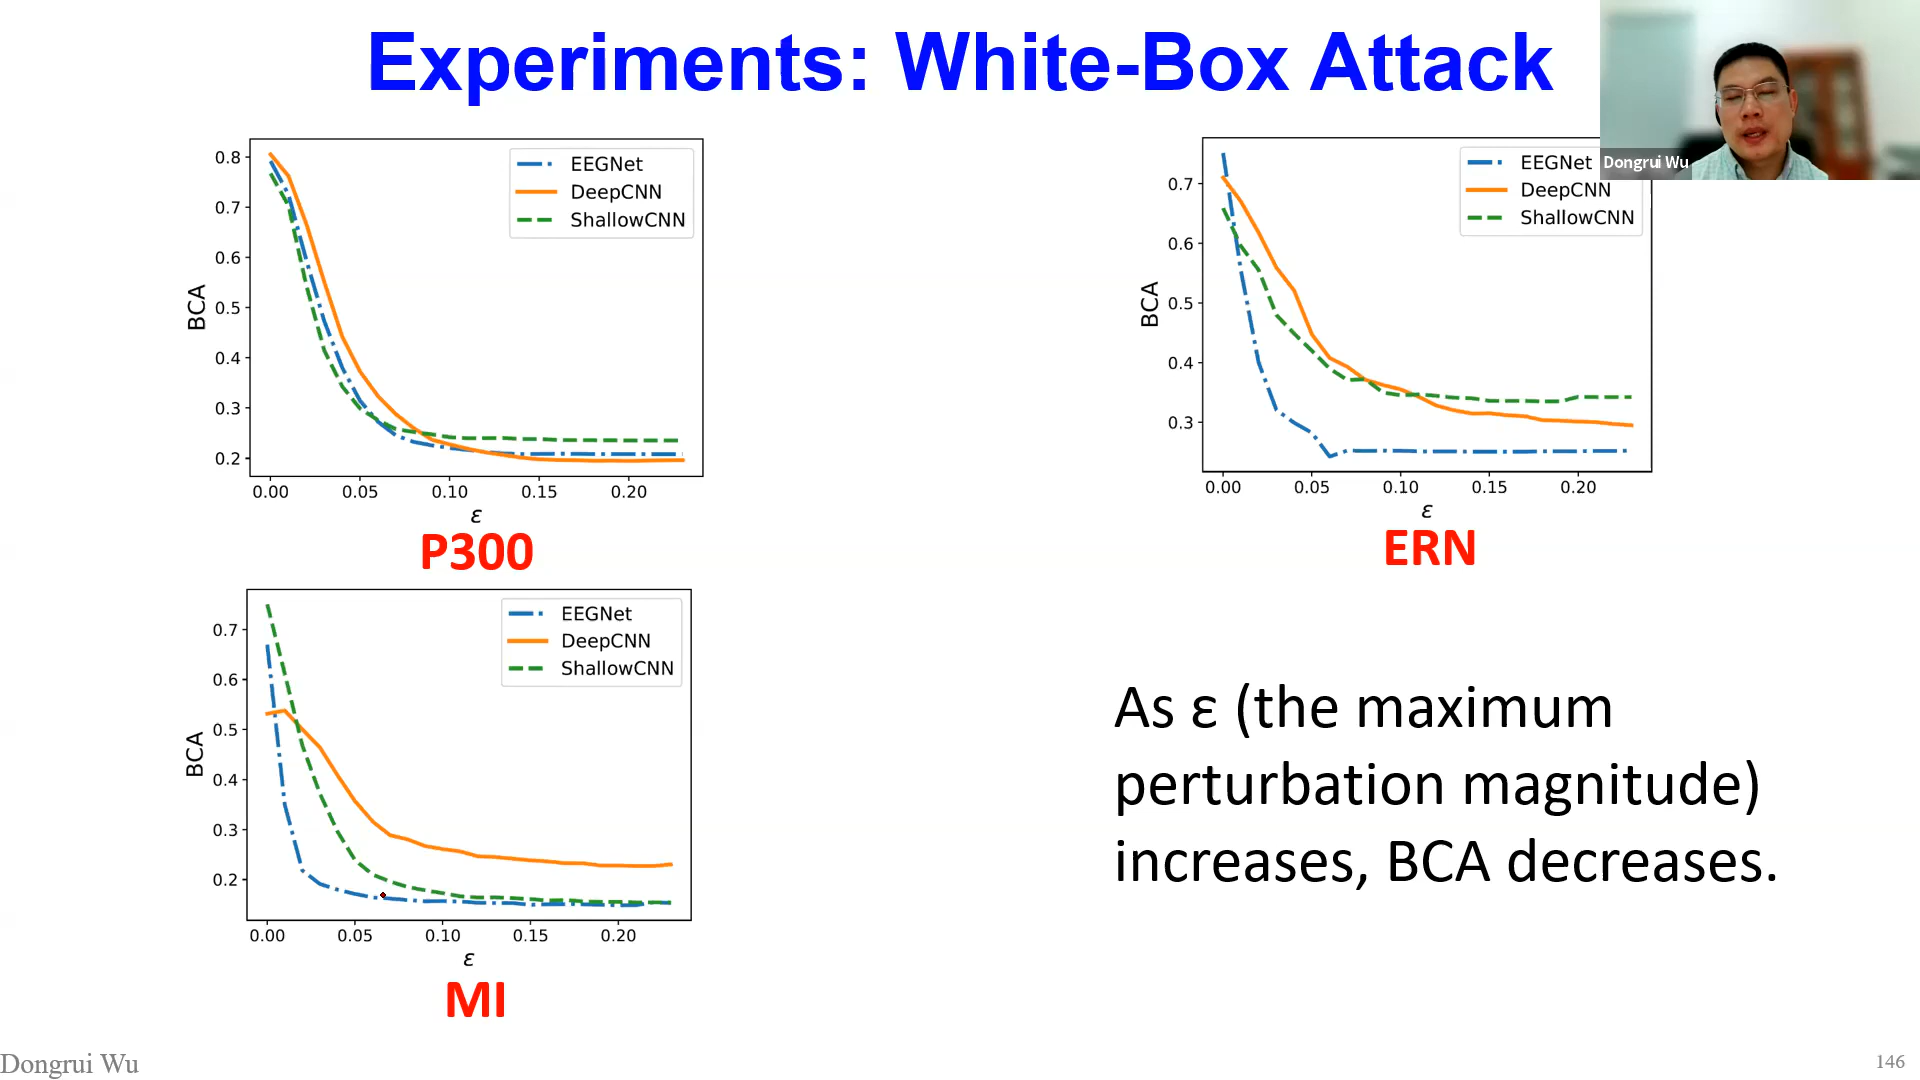 Experiments: White-Box Attack
Dongrui Wu
0.8
0.7
0.6
0.5
0.4
0.3
0.2
BCA
EEGNet
DeepCNN
ShallowCNN
0.00 0.05 0.10 0.15 0.20
ε
P300
0.7
0.6
0.5
0.4
0.3
BCA
EEGNet
DeepCNN
ShallowCNN
0.00 0.05 0.10 0.15 0.20
ε
ERN
0.7
0.6
0.5
0.4
0.3
0.2
BCA
EEGNet
DeepCNN
ShallowCNN
0.00 0.05 0.10 0.15 0.20
ε
MI
As ε (the maximum
perturbation magnitude)
increases, BCA decreases.
Dongrui Wu
146